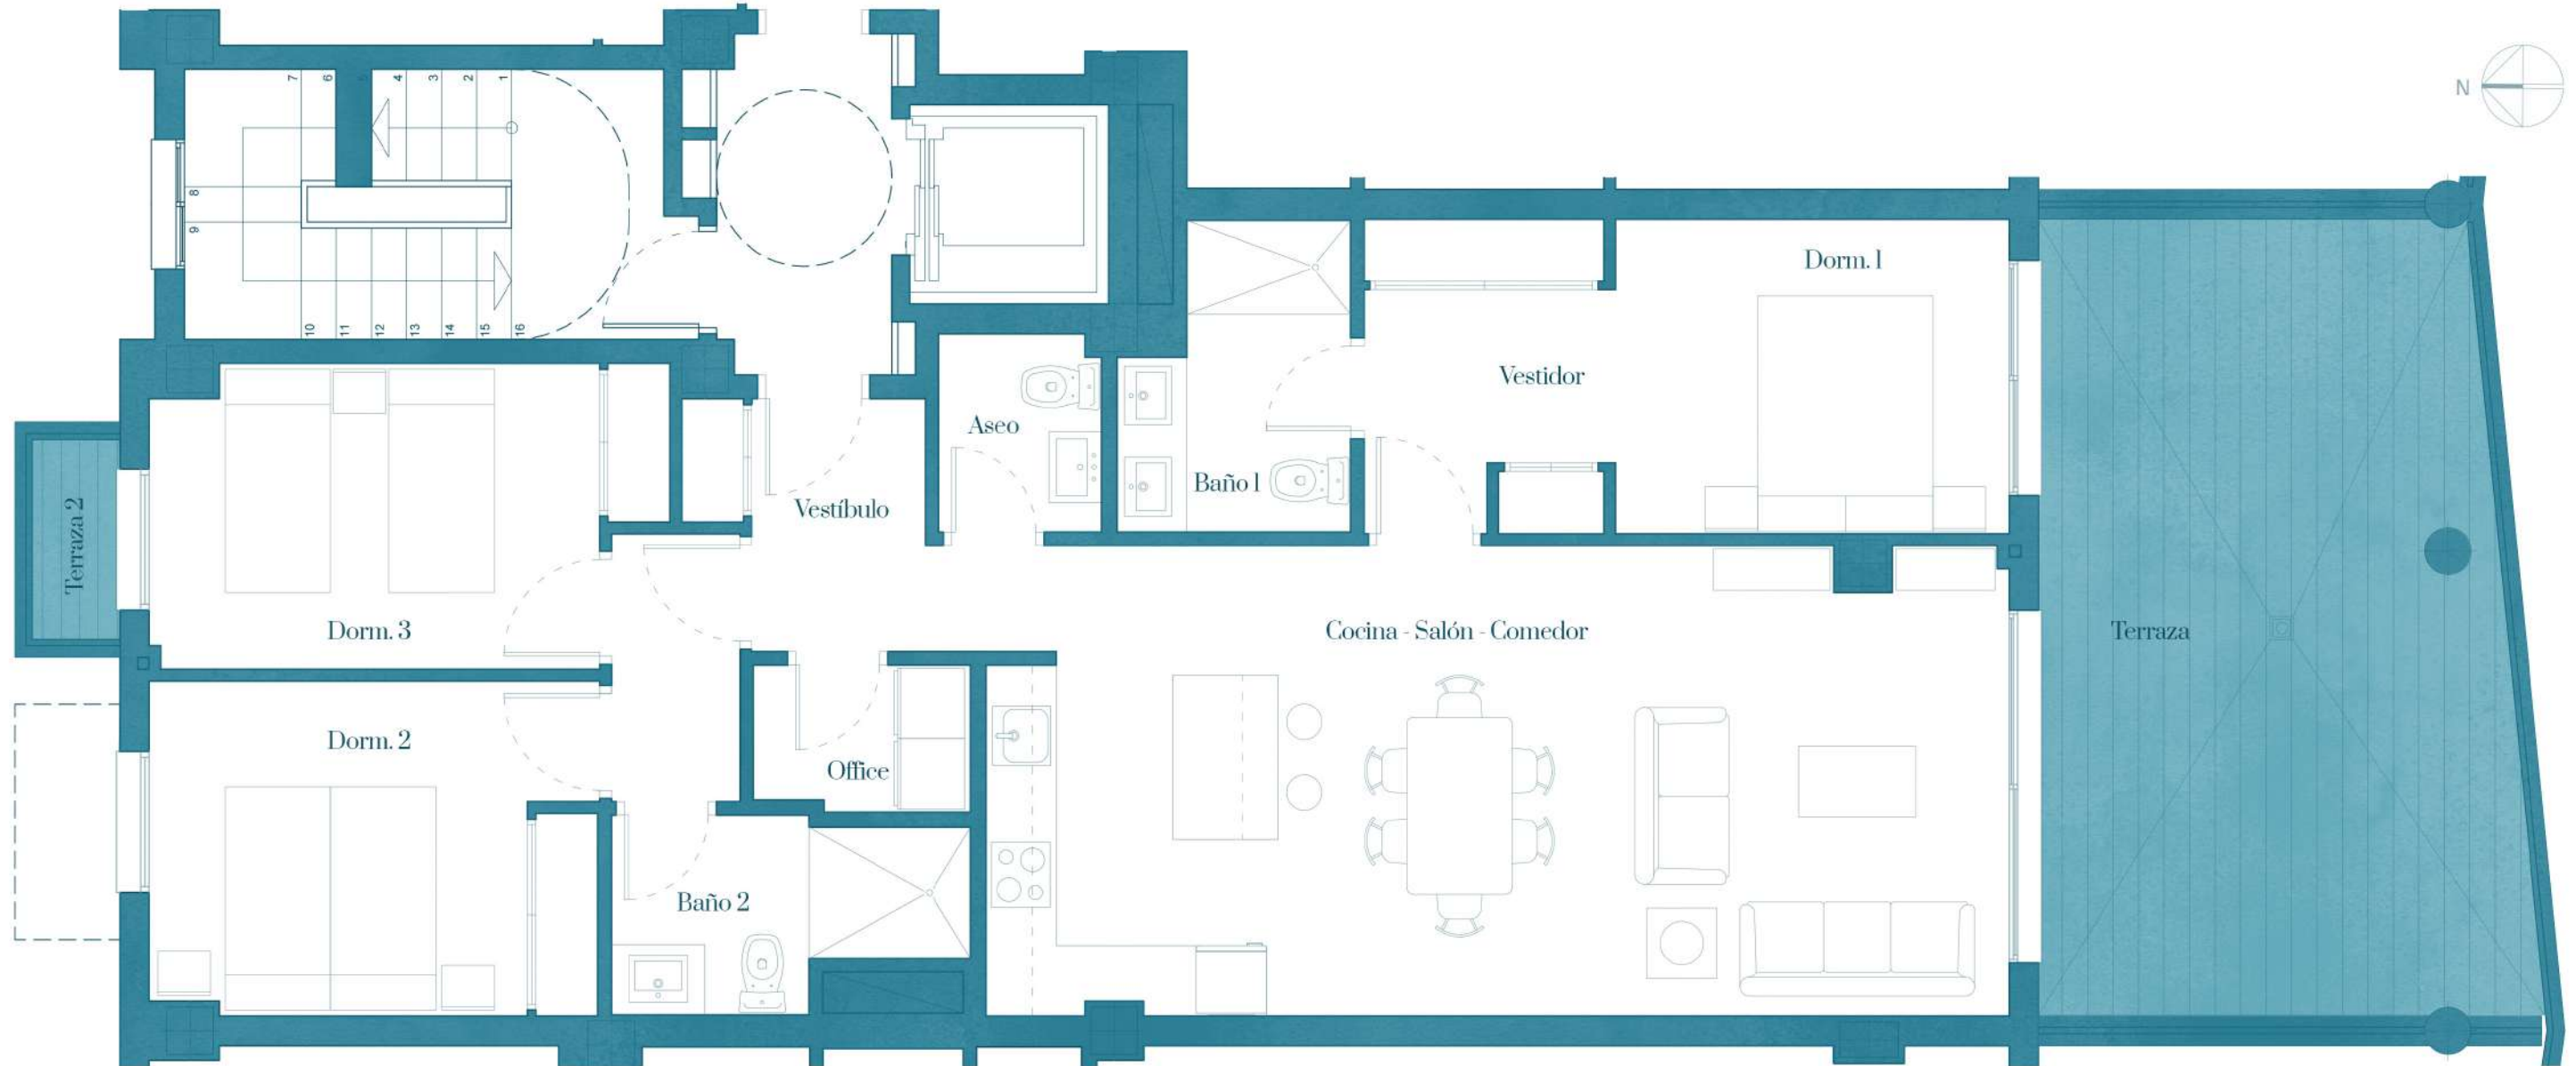 7
6
5
4
3
2
1
8
9
10
11
12
13
14
15
16
N
Dorm. 1
Vestidor
Aseo
Baño 1
Vestíbulo
Terraza 2
Dorm. 3
Cocina - Salón - Comedor
Terraza
Dorm. 2
Office
Baño 2